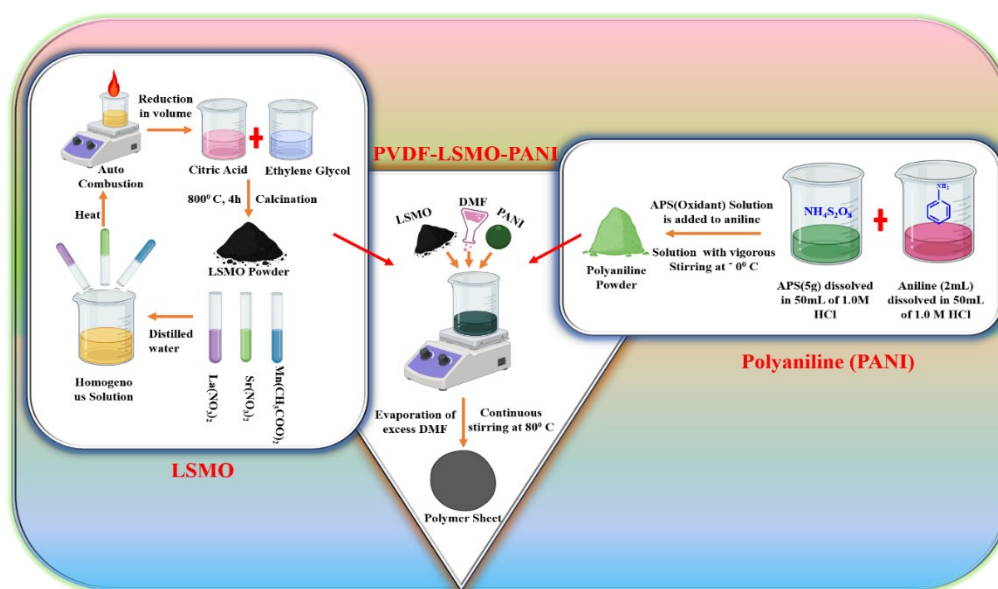 Reduction
in volume
Auto
Combustion
Citric Acid
Ethylene Glycol
Heat
800⁰ C, 4h
Calcination
LSMO Powder
Distilled
water
Homogeno
us Solution
La(NO₃)₂
Sr(NO₃)₂
Mn(CH₃COO)₂
LSMO
PVDF-LSMO-PANI
LSMO
DMF
PANI
Evaporation of
excess DMF
Continuous
stirring at 80⁰ C
Polymer Sheet
APS(Oxidant) Solution
is added to aniline
Solution with vigorous
Stirring at ~ 0⁰ C
Polyaniline
Powder
NH₄S₂O₈
NH₂
APS(5g) dissolved
in 50mL of 1.0M
HCl
Aniline (2mL)
dissolved in 50mL
of 1.0 M HCl
Polyaniline (PANI)